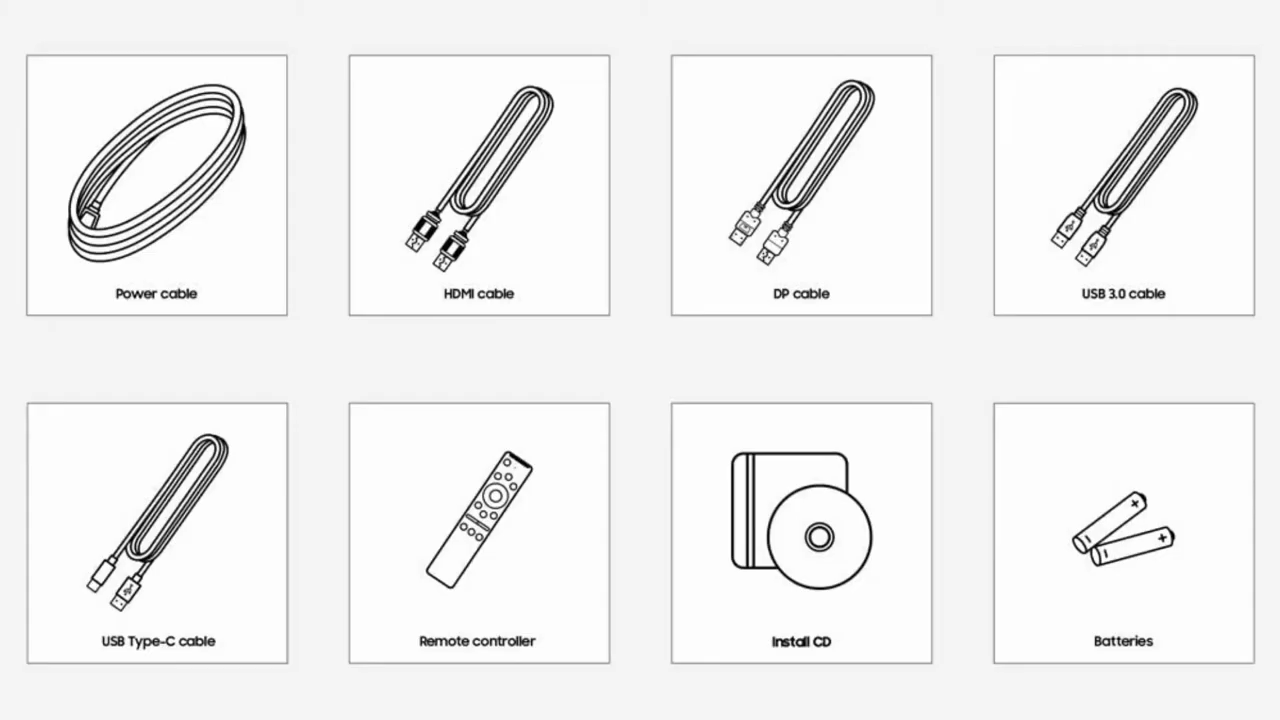 Power cable
HDMI cable
DP cable
USB 3.0 cable
USB Type-C cable
Remote controller
Install CD
Batteries